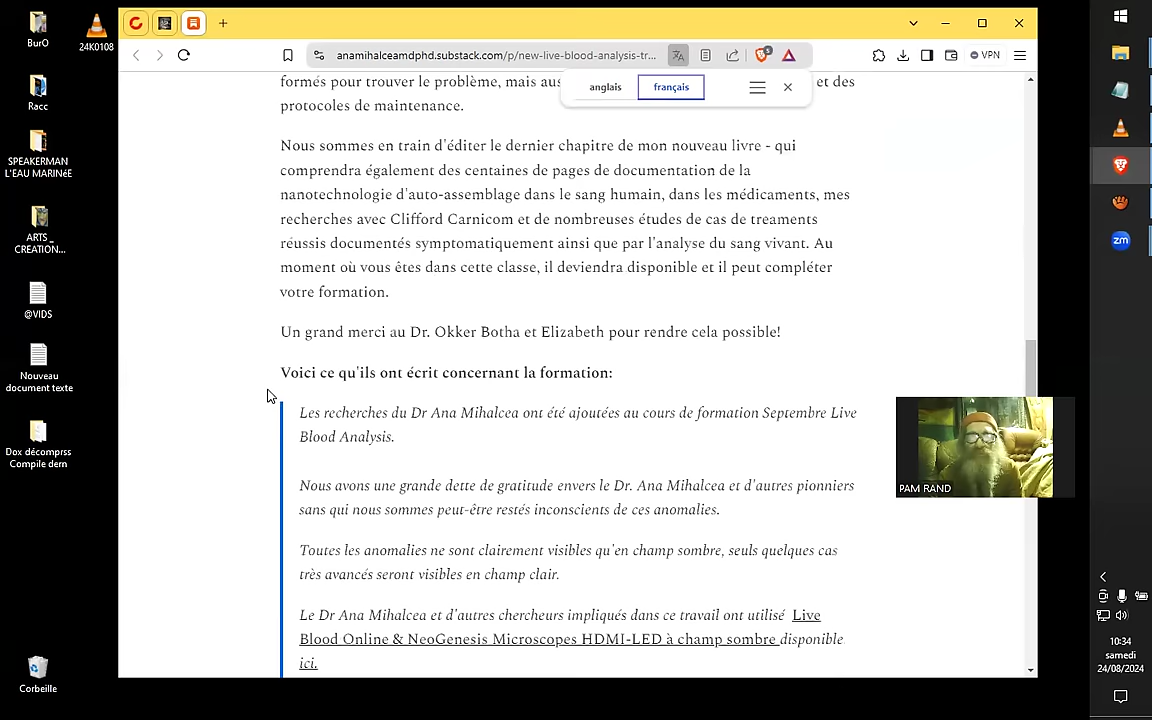 BurO
24K0108
Racc
SPEAKERMAN
L'EAU MARINéE
ARTS_
CREATION...
@VIDS
Nouveau
document texte
Dox décomprss
Compile dern
Corbeille
anamihalceamdphd.substack.com/p/new-live-blood-analysis-tr...
5
VPN
anglais
français
formés pour trouver le problème, mais aus
et des
protocoles de maintenance.
Nous sommes en train d'éditer le dernier chapitre de mon nouveau livre - qui
comprendra également des centaines de pages de documentation de la
nanotechnologie d'auto-assemblage dans le sang humain, dans les médicaments, mes
recherches avec Clifford Carnicom et de nombreuses études de cas de treaments
réussis documentés symptomatiquement ainsi que par l'analyse du sang vivant. Au
moment où vous êtes dans cette classe, il deviendra disponible et il peut compléter
votre formation.
Un grand merci au Dr. Okker Botha et Elizabeth pour rendre cela possible!
Voici ce qu'ils ont écrit concernant la formation:
Les recherches du Dr Ana Mihalcea ont été ajoutées au cours de formation Septembre Live
Blood Analysis.
Nous avons une grande dette de gratitude envers le Dr. Ana Mihalcea et d'autres pionniers
sans qui nous sommes peut-être restés inconscients de ces anomalies.
Toutes les anomalies ne sont clairement visibles qu'en champ sombre, seuls quelques cas
très avancés seront visibles en champ clair.
Le Dr Ana Mihalcea et d'autres chercheurs impliqués dans ce travail ont utilisé Live
Blood Online & NeoGenesis Microscopes HDMI-LED à champ sombre disponible
ici.
PAM RAND
zm
10:34
samedi
24/08/2024